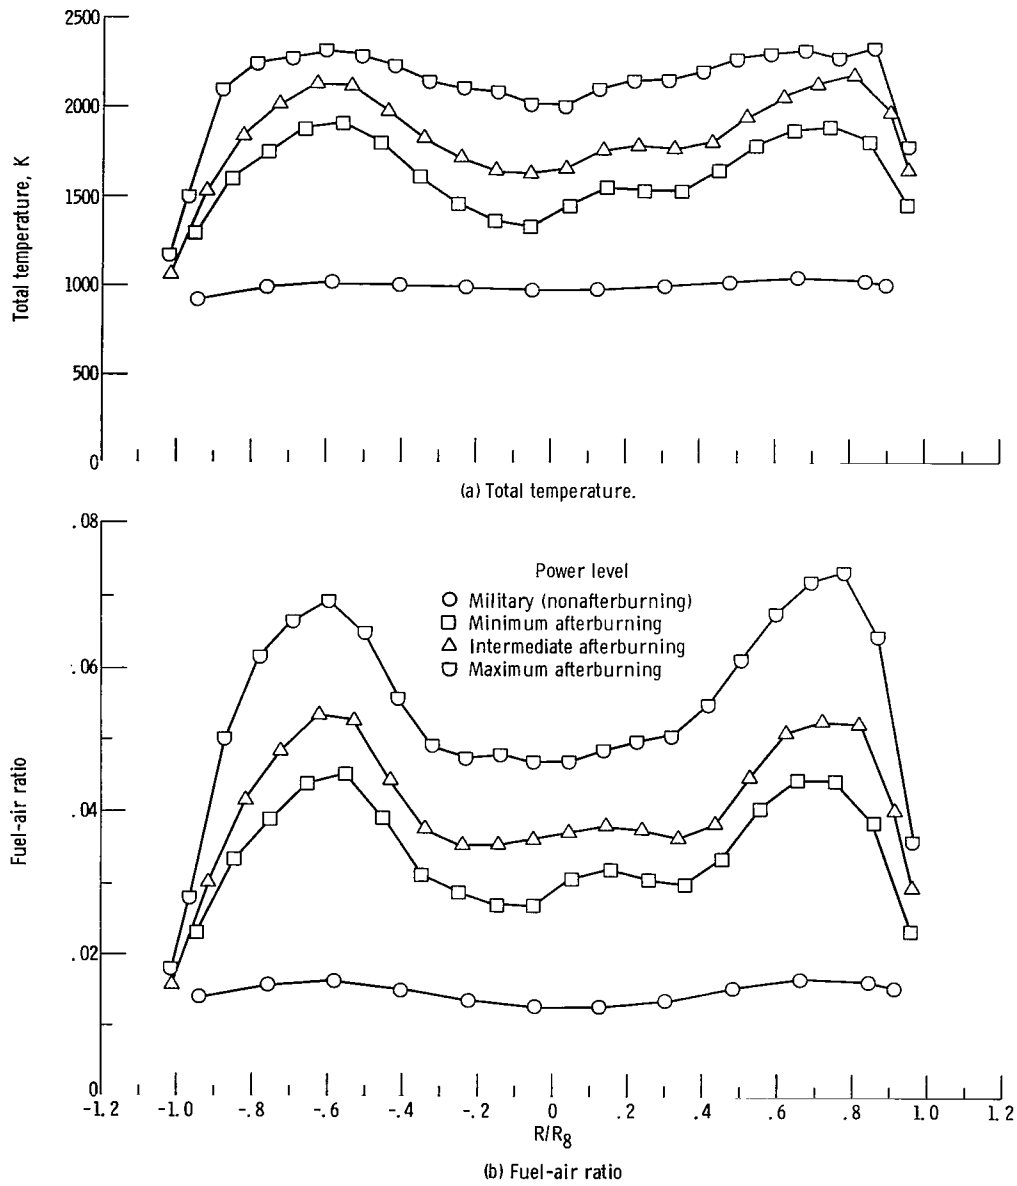 2500
2000
1500
1000
500
0
Total temperature, K
(a) Total temperature.
.08
.06
.04
.02
0
Fuel-air ratio
Power level
Military (nonafterburning)
Minimum afterburning
Intermediate afterburning
Maximum afterburning
-1.2 -1.0 -.8 -.6 -.4 -.2 0 .2 .4 .6 .8 1.0 1.2
R/R8
(b) Fuel-air ratio